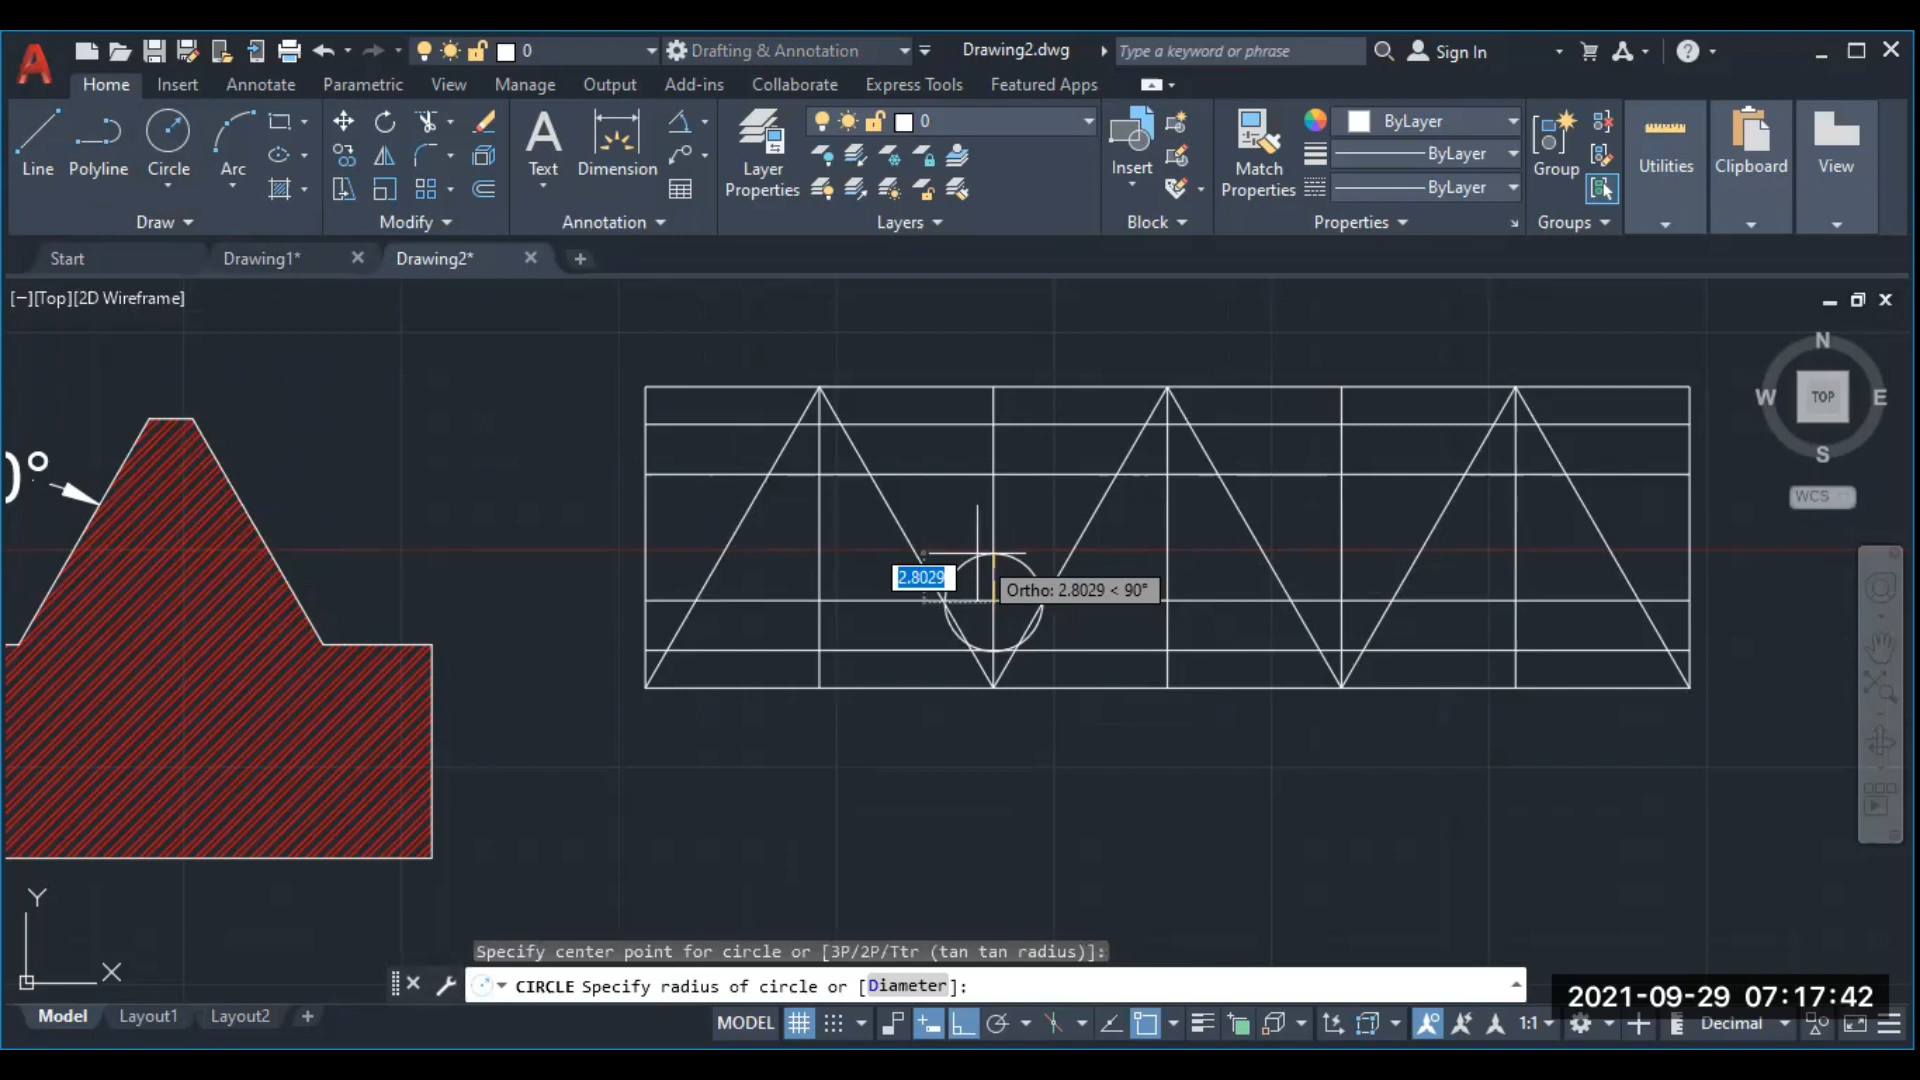 0
Drafting & Annotation
Drawing2.dwg
Type a keyword or phrase
Sign In
Home Insert Annotate Parametric View Manage Output Add-ins Collaborate Express Tools Featured Apps
Line Polyline Circle Arc
Text Dimension
Layer Properties
0
Insert
Match Properties
ByLayer
ByLayer
ByLayer
Group
Utilities
Clipboard
View
Draw Modify Annotation Layers Block Properties Groups
Start Drawing1* Drawing2*
[−][Top][2D Wireframe]
N
W TOP E
S
WCS
0°
2.8029
Ortho: 2.8029 < 90°
Y
X
Specify center point for circle or [3P/2P/Ttr (tan tan radius)]:
CIRCLE Specify radius of circle or [Diameter]:
2021-09-29 07:17:42
Model Layout1 Layout2
MODEL 1:1 Decimal